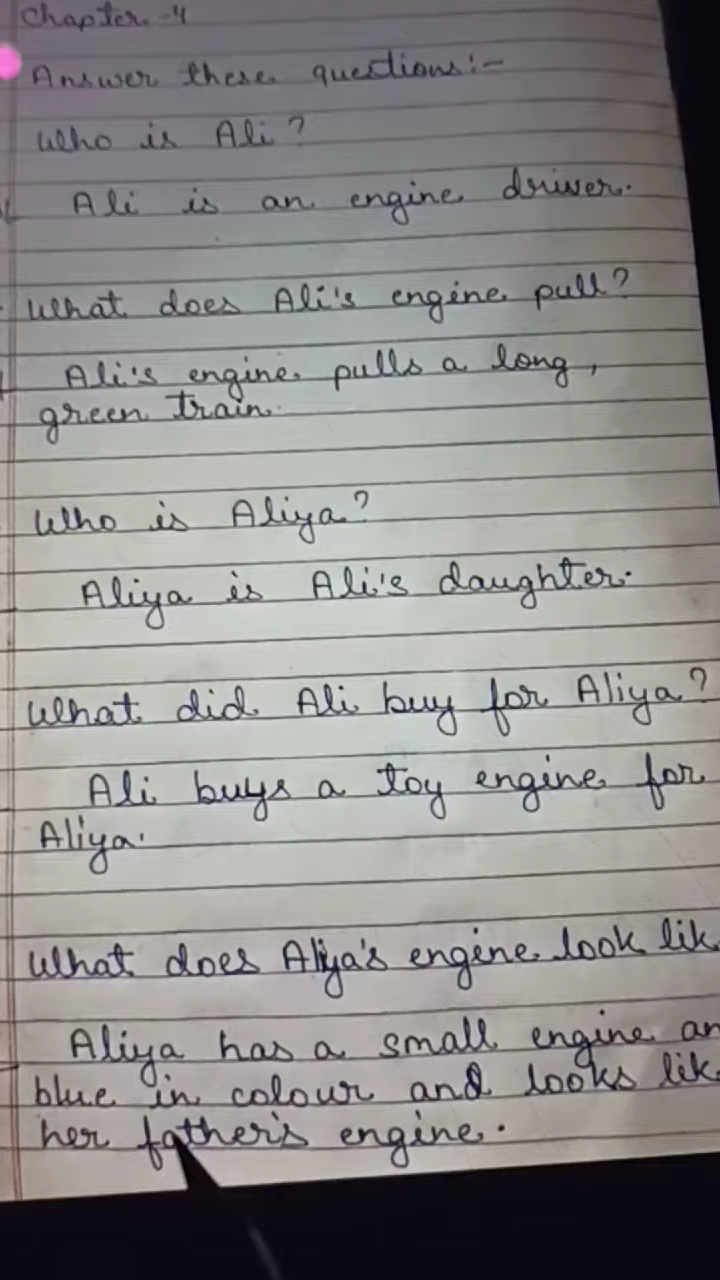 Chapter-4
Answer these questions:-
Who is Ali?
Ali is an engine driver.
What does Ali's engine pull?
Ali's engine pulls a long,
green train.
Who is Aliya?
Aliya is Ali's daughter.
What did Ali buy for Aliya?
Ali buys a toy engine for
Aliya.
What does Aliya's engine look lik
Aliya has a small engine an
blue in colour and looks lik
her father's engine.